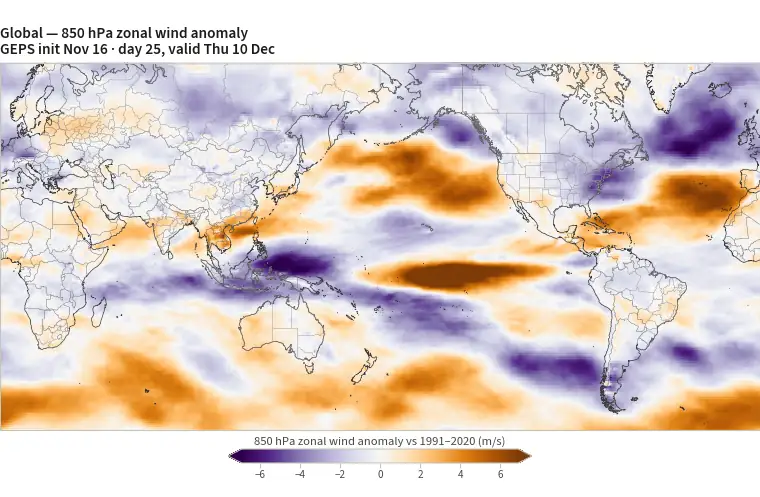 Global — 850 hPa zonal wind anomaly
GEPS init Nov 16 · day 25, valid Thu 10 Dec
850 hPa zonal wind anomaly vs 1991–2020 (m/s)
−6 −4 −2 0 2 4 6